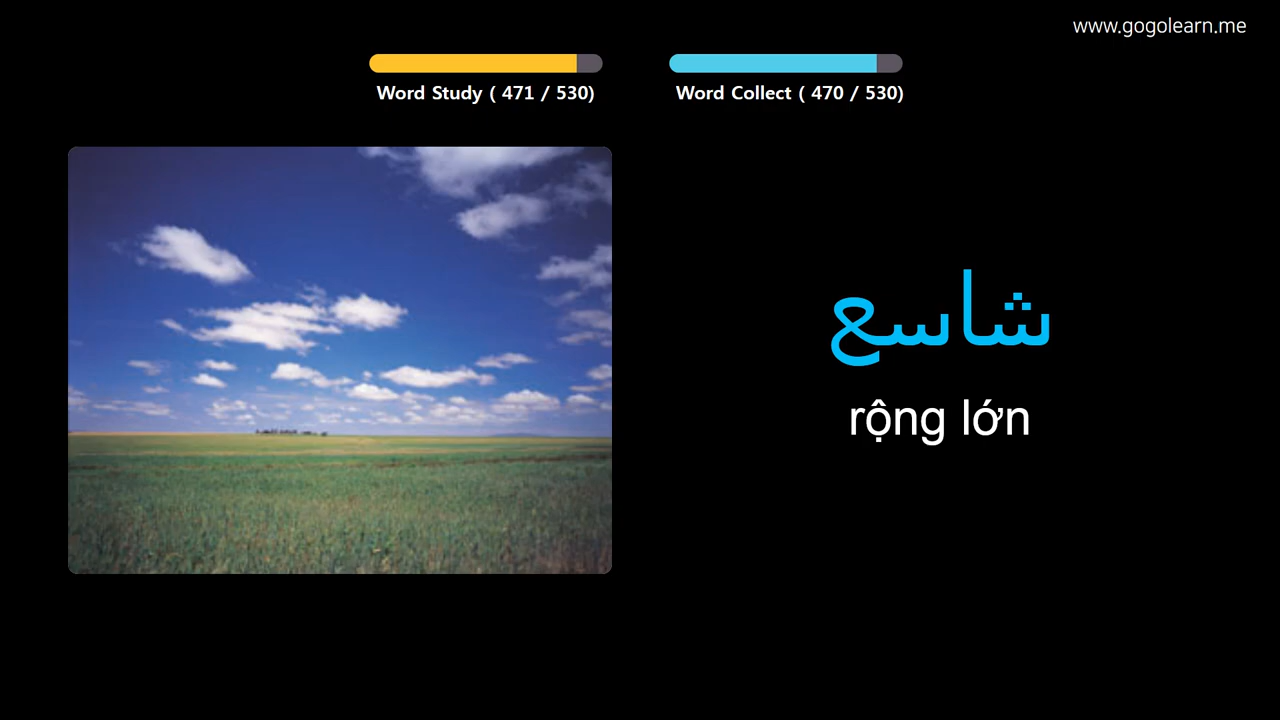 www.gogolearn.me
Word Study ( 471 / 530)
Word Collect ( 470 / 530)
شاسع
rộng lớn